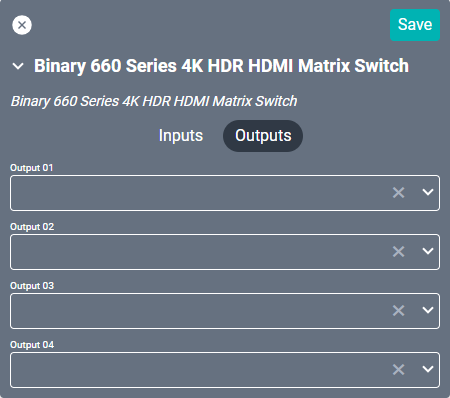 Save
Binary 660 Series 4K HDR HDMI Matrix Switch
Binary 660 Series 4K HDR HDMI Matrix Switch
Inputs Outputs
Output 01
Output 02
Output 03
Output 04